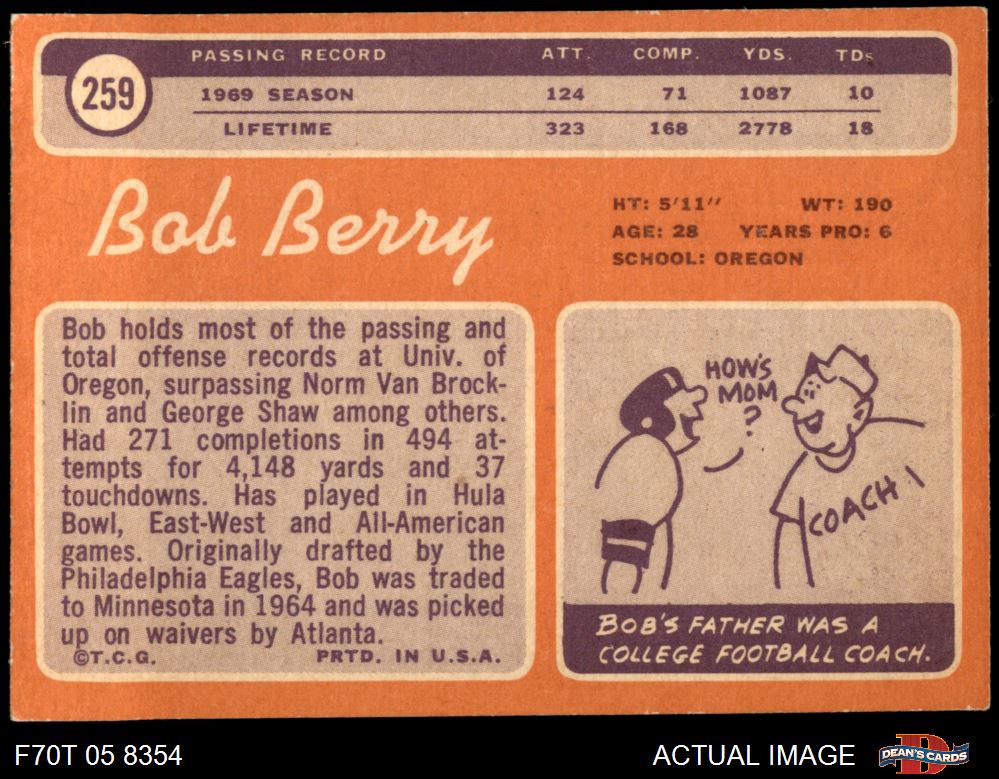 259
PASSING RECORD ATT. COMP. YDS. TDs
1969 SEASON 124 71 1087 10
LIFETIME 323 168 2778 18
Bob Berry
HT: 5'11" WT: 190
AGE: 28 YEARS PRO: 6
SCHOOL: OREGON
Bob holds most of the passing and
total offense records at Univ. of
Oregon, surpassing Norm Van Brock-
lin and George Shaw among others.
Had 271 completions in 494 at-
tempts for 4,148 yards and 37
touchdowns. Has played in Hula
Bowl, East-West and All-American
games. Originally drafted by the
Philadelphia Eagles, Bob was traded
to Minnesota in 1964 and was picked
up on waivers by Atlanta.
©T.C.G. PRTD. IN U.S.A.
HOW'S
MOM
?
COACH
BOB'S FATHER WAS A
COLLEGE FOOTBALL COACH.
F70T 05 8354 ACTUAL IMAGE DEAN'S CARDS